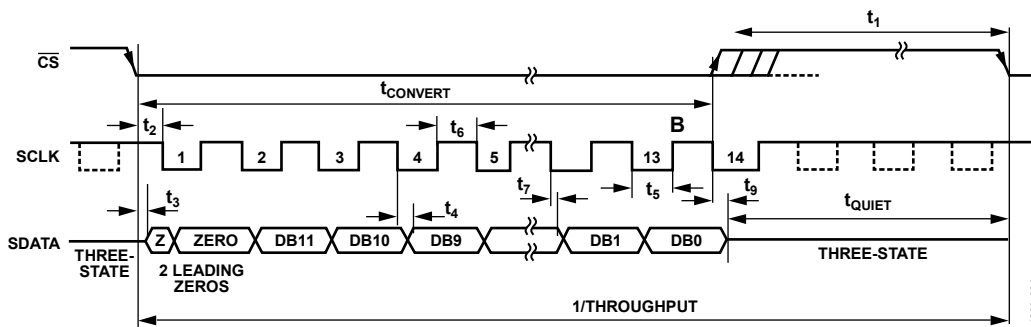 t1
CS
tCONVERT
t2
t6
B
SCLK
1
2
3
4
5
13
14
t3
t4
t7
t5
t9
tQUIET
SDATA
Z
ZERO
DB11
DB10
DB9
DB1
DB0
THREE-
STATE
2 LEADING
ZEROS
THREE-STATE
1/THROUGHPUT